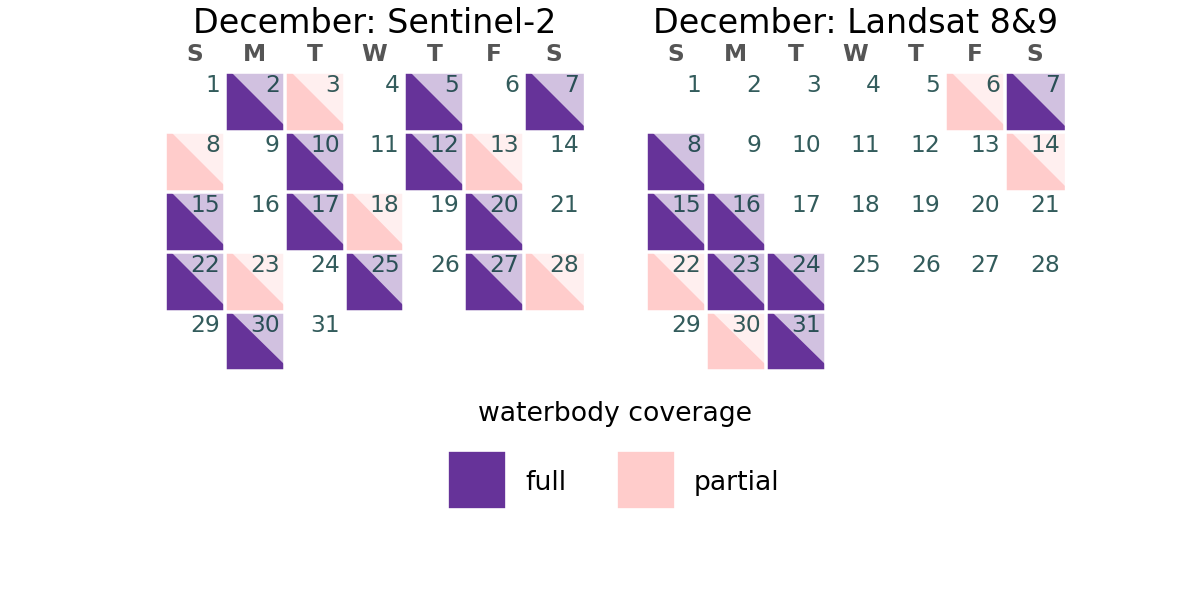 December: Sentinel-2
S M T W T F S
1 2 3 4 5 6 7
8 9 10 11 12 13 14
15 16 17 18 19 20 21
22 23 24 25 26 27 28
29 30 31
December: Landsat 8&9
S M T W T F S
1 2 3 4 5 6 7
8 9 10 11 12 13 14
15 16 17 18 19 20 21
22 23 24 25 26 27 28
29 30 31
waterbody coverage
full partial